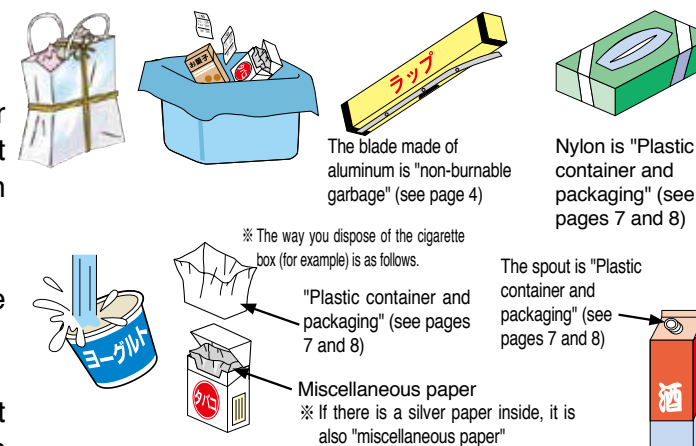 r
t
n
お菓子
タバコ
ラップ
The blade made of
aluminum is "non-burnable
garbage" (see page 4)
Nylon is "Plastic
container and
packaging" (see
pages 7 and 8)
※ The way you dispose of the cigarette
box (for example) is as follows.
e
ヨーグルト
"Plastic container and
packaging" (see pages
7 and 8)
The spout is "Plastic
container and
packaging" (see
pages 7 and 8)
酒
タバコ
Miscellaneous paper
※ If there is a silver paper inside, it is
also "miscellaneous paper"
t